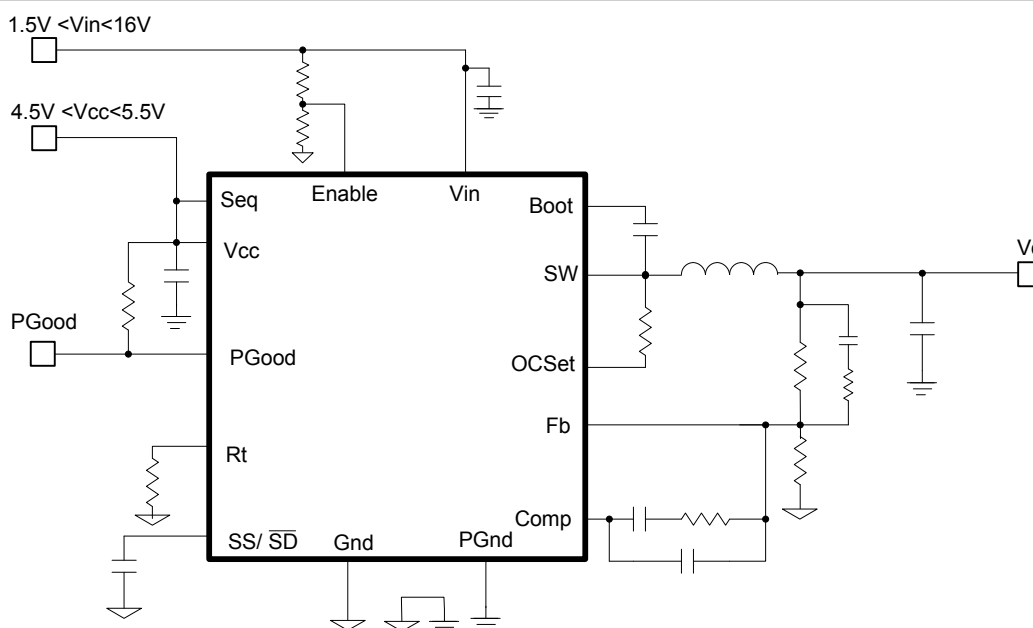 1.5V <Vin<16V
4.5V <Vcc<5.5V
Seq
Enable
Vin
Boot
Vcc
SW
PGood
PGood
OCSet
Fb
Rt
Comp
SS/ SD
Gnd
PGnd